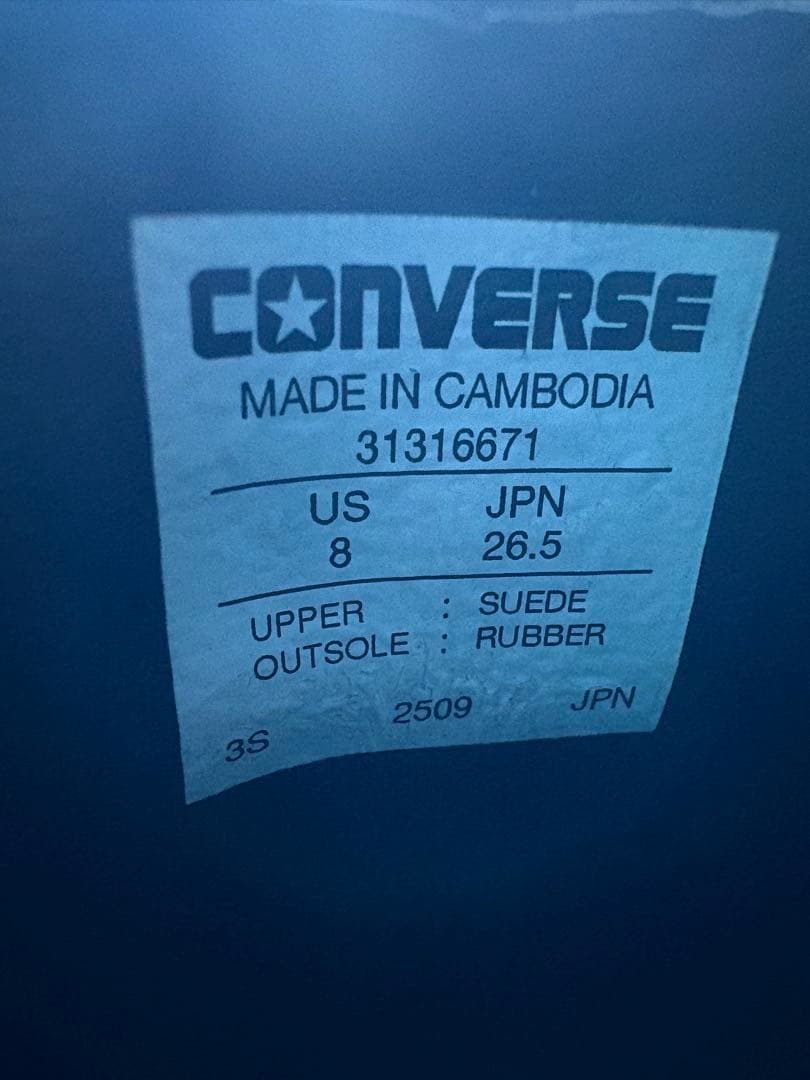 CONVERSE
MADE IN CAMBODIA
31316671
US JPN
8 26.5
UPPER : SUEDE
OUTSOLE : RUBBER
3S 2509 JPN